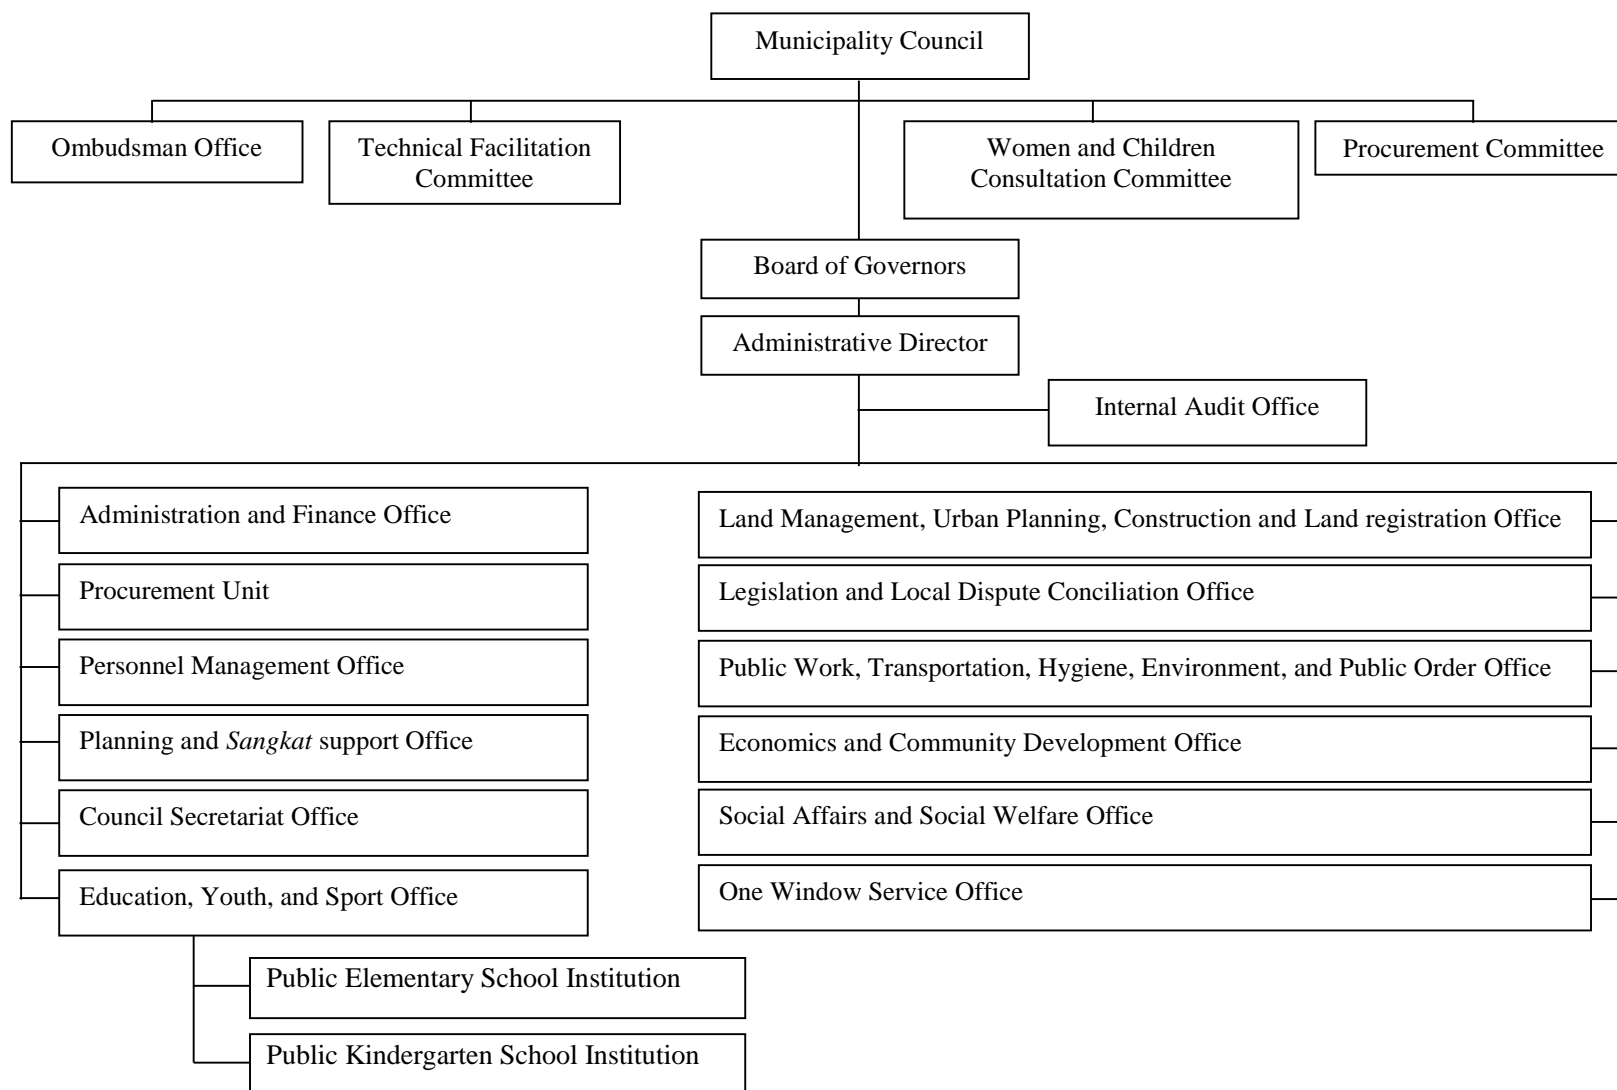 Municipality Council
Ombudsman Office
Technical Facilitation
Committee
Women and Children
Consultation Committee
Procurement Committee
Board of Governors
Administrative Director
Internal Audit Office
Administration and Finance Office
Procurement Unit
Personnel Management Office
Planning and Sangkat support Office
Council Secretariat Office
Education, Youth, and Sport Office
Public Elementary School Institution
Public Kindergarten School Institution
Land Management, Urban Planning, Construction and Land registration Office
Legislation and Local Dispute Conciliation Office
Public Work, Transportation, Hygiene, Environment, and Public Order Office
Economics and Community Development Office
Social Affairs and Social Welfare Office
One Window Service Office